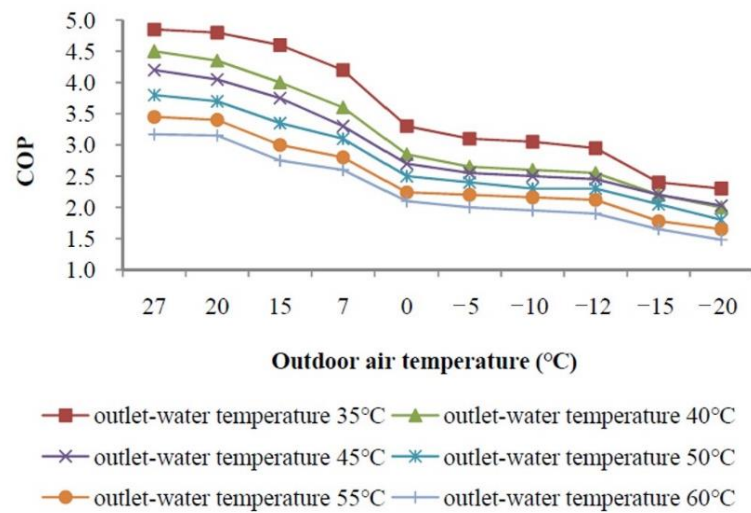 5.0
4.5
4.0
3.5
3.0
2.5
2.0
1.5
1.0
COP
27 20 15 7 0 −5 −10 −12 −15 −20
Outdoor air temperature (°C)
outlet-water temperature 35°C outlet-water temperature 40°C
outlet-water temperature 45°C outlet-water temperature 50°C
outlet-water temperature 55°C outlet-water temperature 60°C